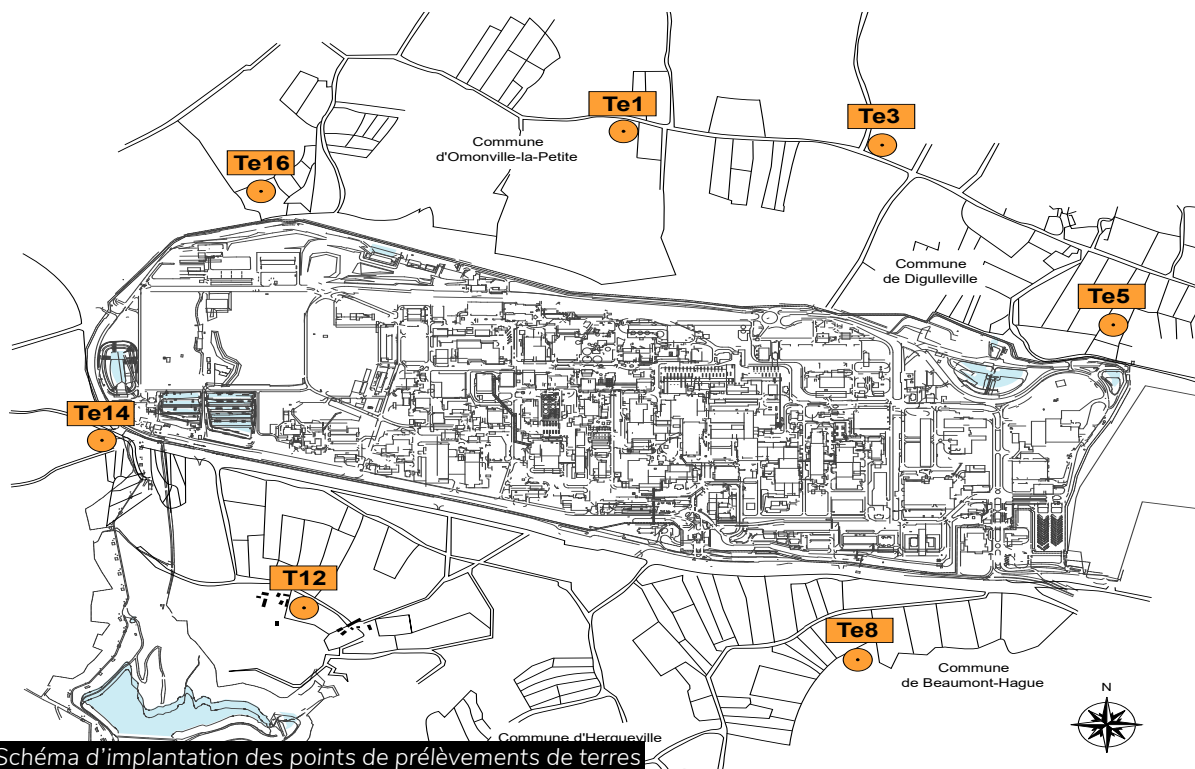 Te1
Te3
Commune
d'Omonville-la-Petite
Te16
Commune
de Digulleville
Te5
Te14
T12
Te8
Commune
de Beaumont-Hague
N
Commune d'Herqueville
Schéma d'implantation des points de prélèvements de terres